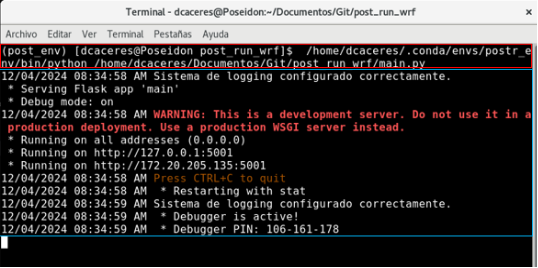 Terminal - dcaceres@Poseidon:~/Documentos/Git/post_run_wrf
Archivo Editar Ver Terminal Pestañas Ayuda
(post_env) [dcaceres@Poseidon post_run_wrf]$ /home/dcaceres/.conda/envs/postr_e
nv/bin/python /home/dcaceres/Documentos/Git/post_run_wrf/main.py
12/04/2024 08:34:58 AM Sistema de logging configurado correctamente.
* Serving Flask app 'main'
* Debug mode: on
12/04/2024 08:34:58 AM WARNING: This is a development server. Do not use it in a
production deployment. Use a production WSGI server instead.
* Running on all addresses (0.0.0.0)
* Running on http://127.0.0.1:5001
* Running on http://172.20.205.135:5001
12/04/2024 08:34:58 AM Press CTRL+C to quit
12/04/2024 08:34:58 AM * Restarting with stat
12/04/2024 08:34:59 AM Sistema de logging configurado correctamente.
12/04/2024 08:34:59 AM * Debugger is active!
12/04/2024 08:34:59 AM * Debugger PIN: 106-161-178